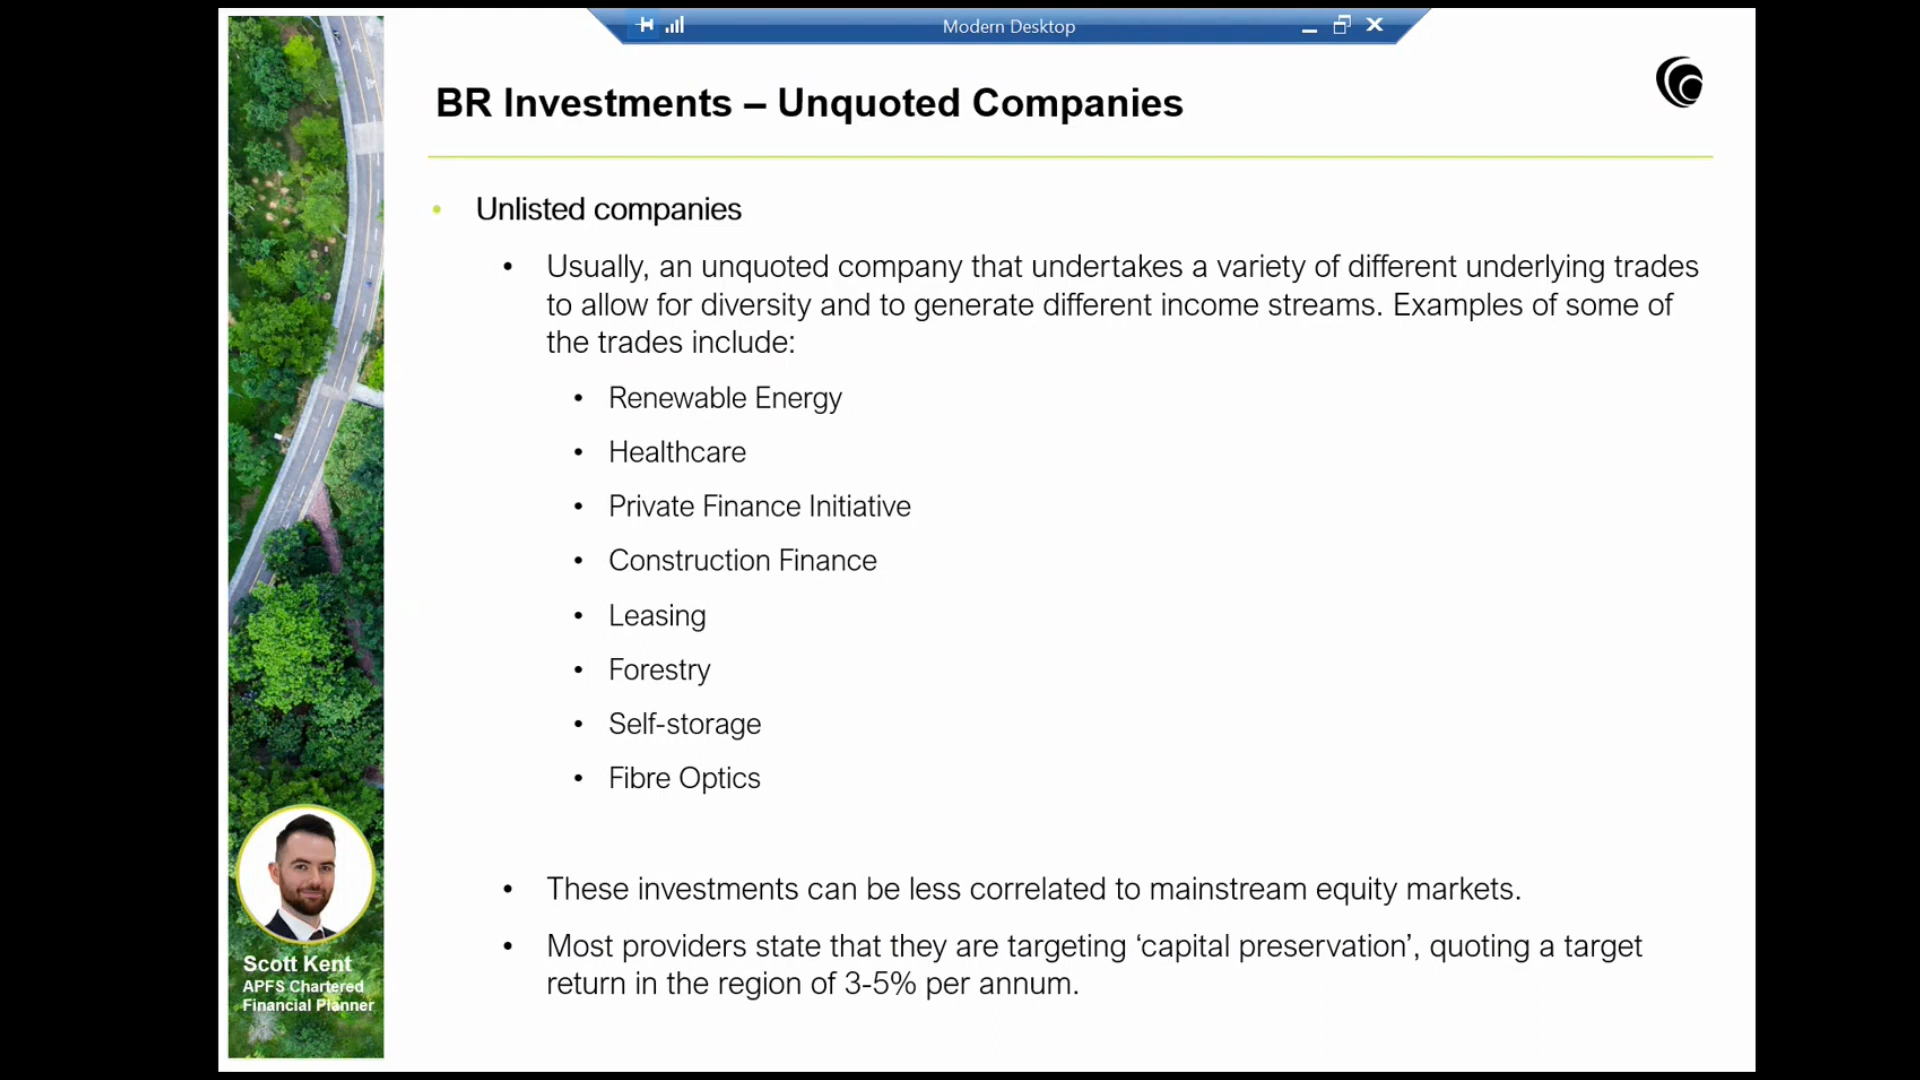 Modern Desktop
BR Investments – Unquoted Companies
• Unlisted companies
• Usually, an unquoted company that undertakes a variety of different underlying trades
to allow for diversity and to generate different income streams. Examples of some of
the trades include:
• Renewable Energy
• Healthcare
• Private Finance Initiative
• Construction Finance
• Leasing
• Forestry
• Self-storage
• Fibre Optics
• These investments can be less correlated to mainstream equity markets.
• Most providers state that they are targeting ‘capital preservation’, quoting a target
return in the region of 3-5% per annum.
Scott Kent
APFS Chartered
Financial Planner